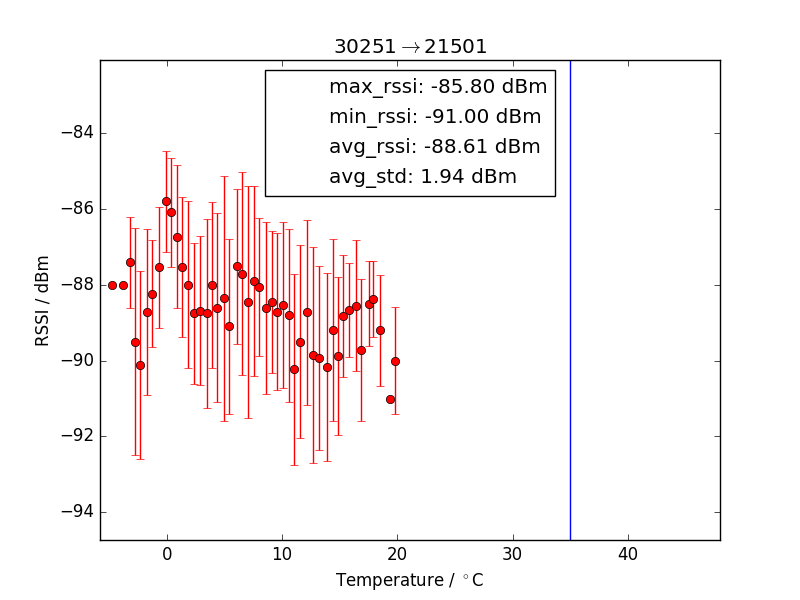 30251→21501
max_rssi: -85.80 dBm
min_rssi: -91.00 dBm
avg_rssi: -88.61 dBm
avg_std: 1.94 dBm
RSSI / dBm
−84
−86
−88
−90
−92
−94
0 10 20 30 40
Temperature / °C